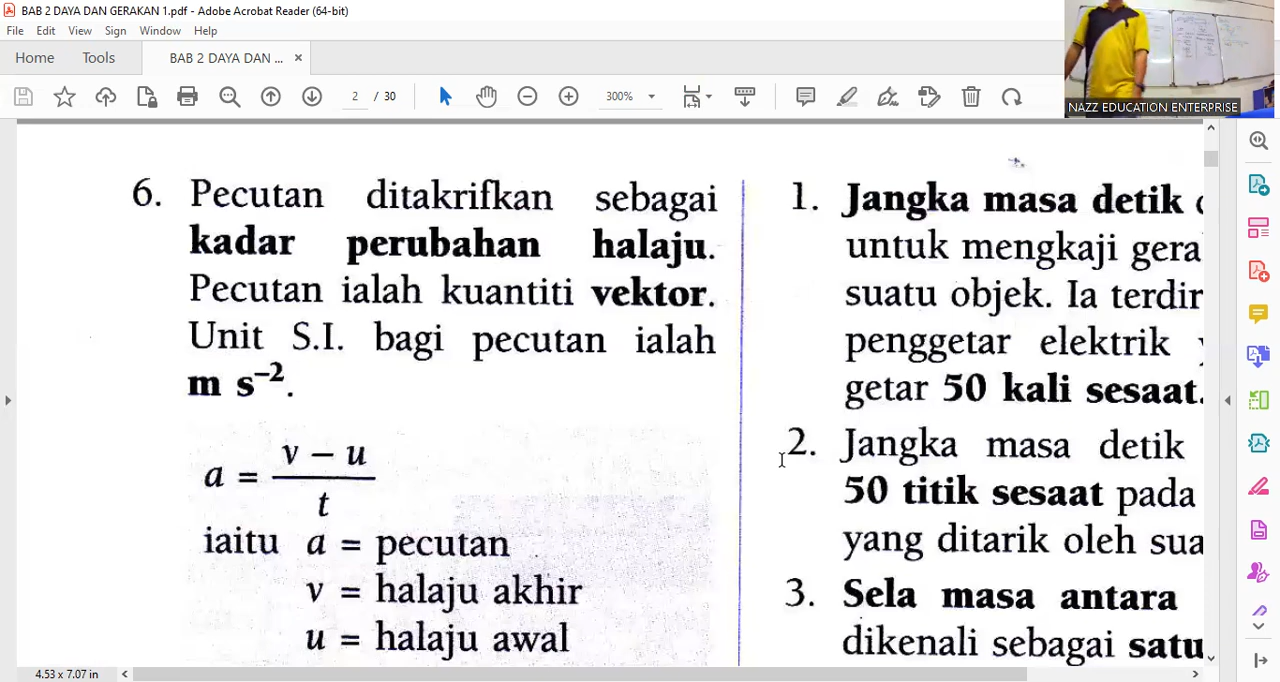 BAB 2 DAYA DAN GERAKAN 1.pdf - Adobe Acrobat Reader (64-bit)
File Edit View Sign Window Help
Home Tools BAB 2 DAYA DAN ... ×
2 / 30 300%
NAZZ EDUCATION ENTERPRISE
6. Pecutan ditakrifkan sebagai
kadar perubahan halaju.
Pecutan ialah kuantiti vektor.
Unit S.I. bagi pecutan ialah
m s⁻².
a = v – u / t
iaitu a = pecutan
v = halaju akhir
u = halaju awal
1. Jangka masa detik
untuk mengkaji gera
suatu objek. Ia terdir
penggetar elektrik
getar 50 kali sesaat.
2. Jangka masa detik
50 titik sesaat pada
yang ditarik oleh sua
3. Sela masa antara
dikenali sebagai satu
4.53 x 7.07 in